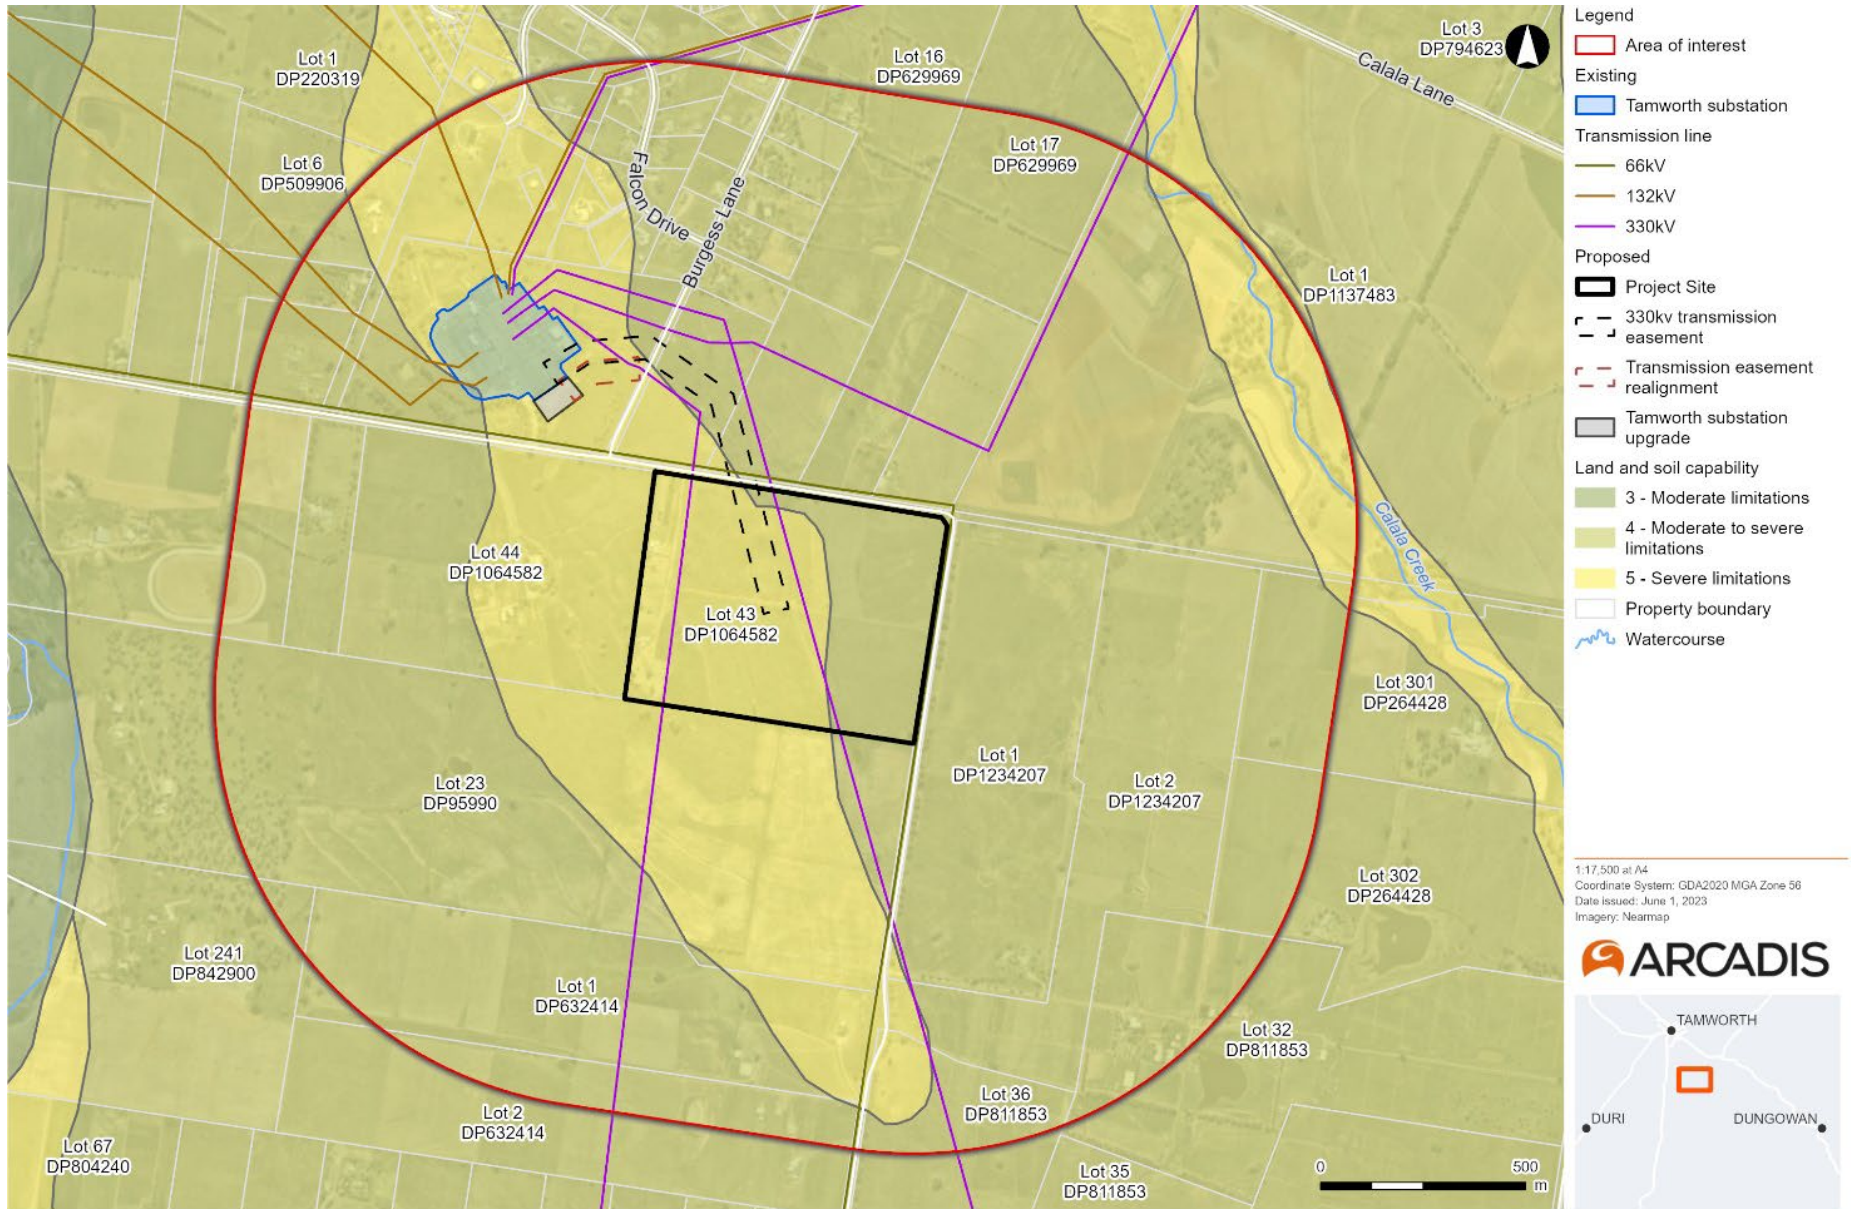 Lot 1
DP220319
Lot 16
DP629969
Lot 3
DP794623
Calala Lane
Lot 6
DP509906
Lot 17
DP629969
Falcon Drive
Burgess Lane
Lot 1
DP1137483
Calala Creek
Lot 44
DP1064582
Lot 43
DP1064582
Lot 301
DP264428
Lot 23
DP95990
Lot 1
DP1234207
Lot 2
DP1234207
Lot 302
DP264428
Lot 241
DP842900
Lot 1
DP632414
Lot 32
DP811853
Lot 2
DP632414
Lot 36
DP811853
Lot 67
DP804240
Lot 35
DP811853
0 500
m
Legend
Area of interest
Existing
Tamworth substation
Transmission line
66kV
132kV
330kV
Proposed
Project Site
330kv transmission
easement
Transmission easement
realignment
Tamworth substation
upgrade
Land and soil capability
3 - Moderate limitations
4 - Moderate to severe
limitations
5 - Severe limitations
Property boundary
Watercourse
1:17,500 at A4
Coordinate System: GDA2020 MGA Zone 56
Date issued: June 1, 2023
Imagery: Nearmap
ARCADIS
TAMWORTH
DURI
DUNGOWAN